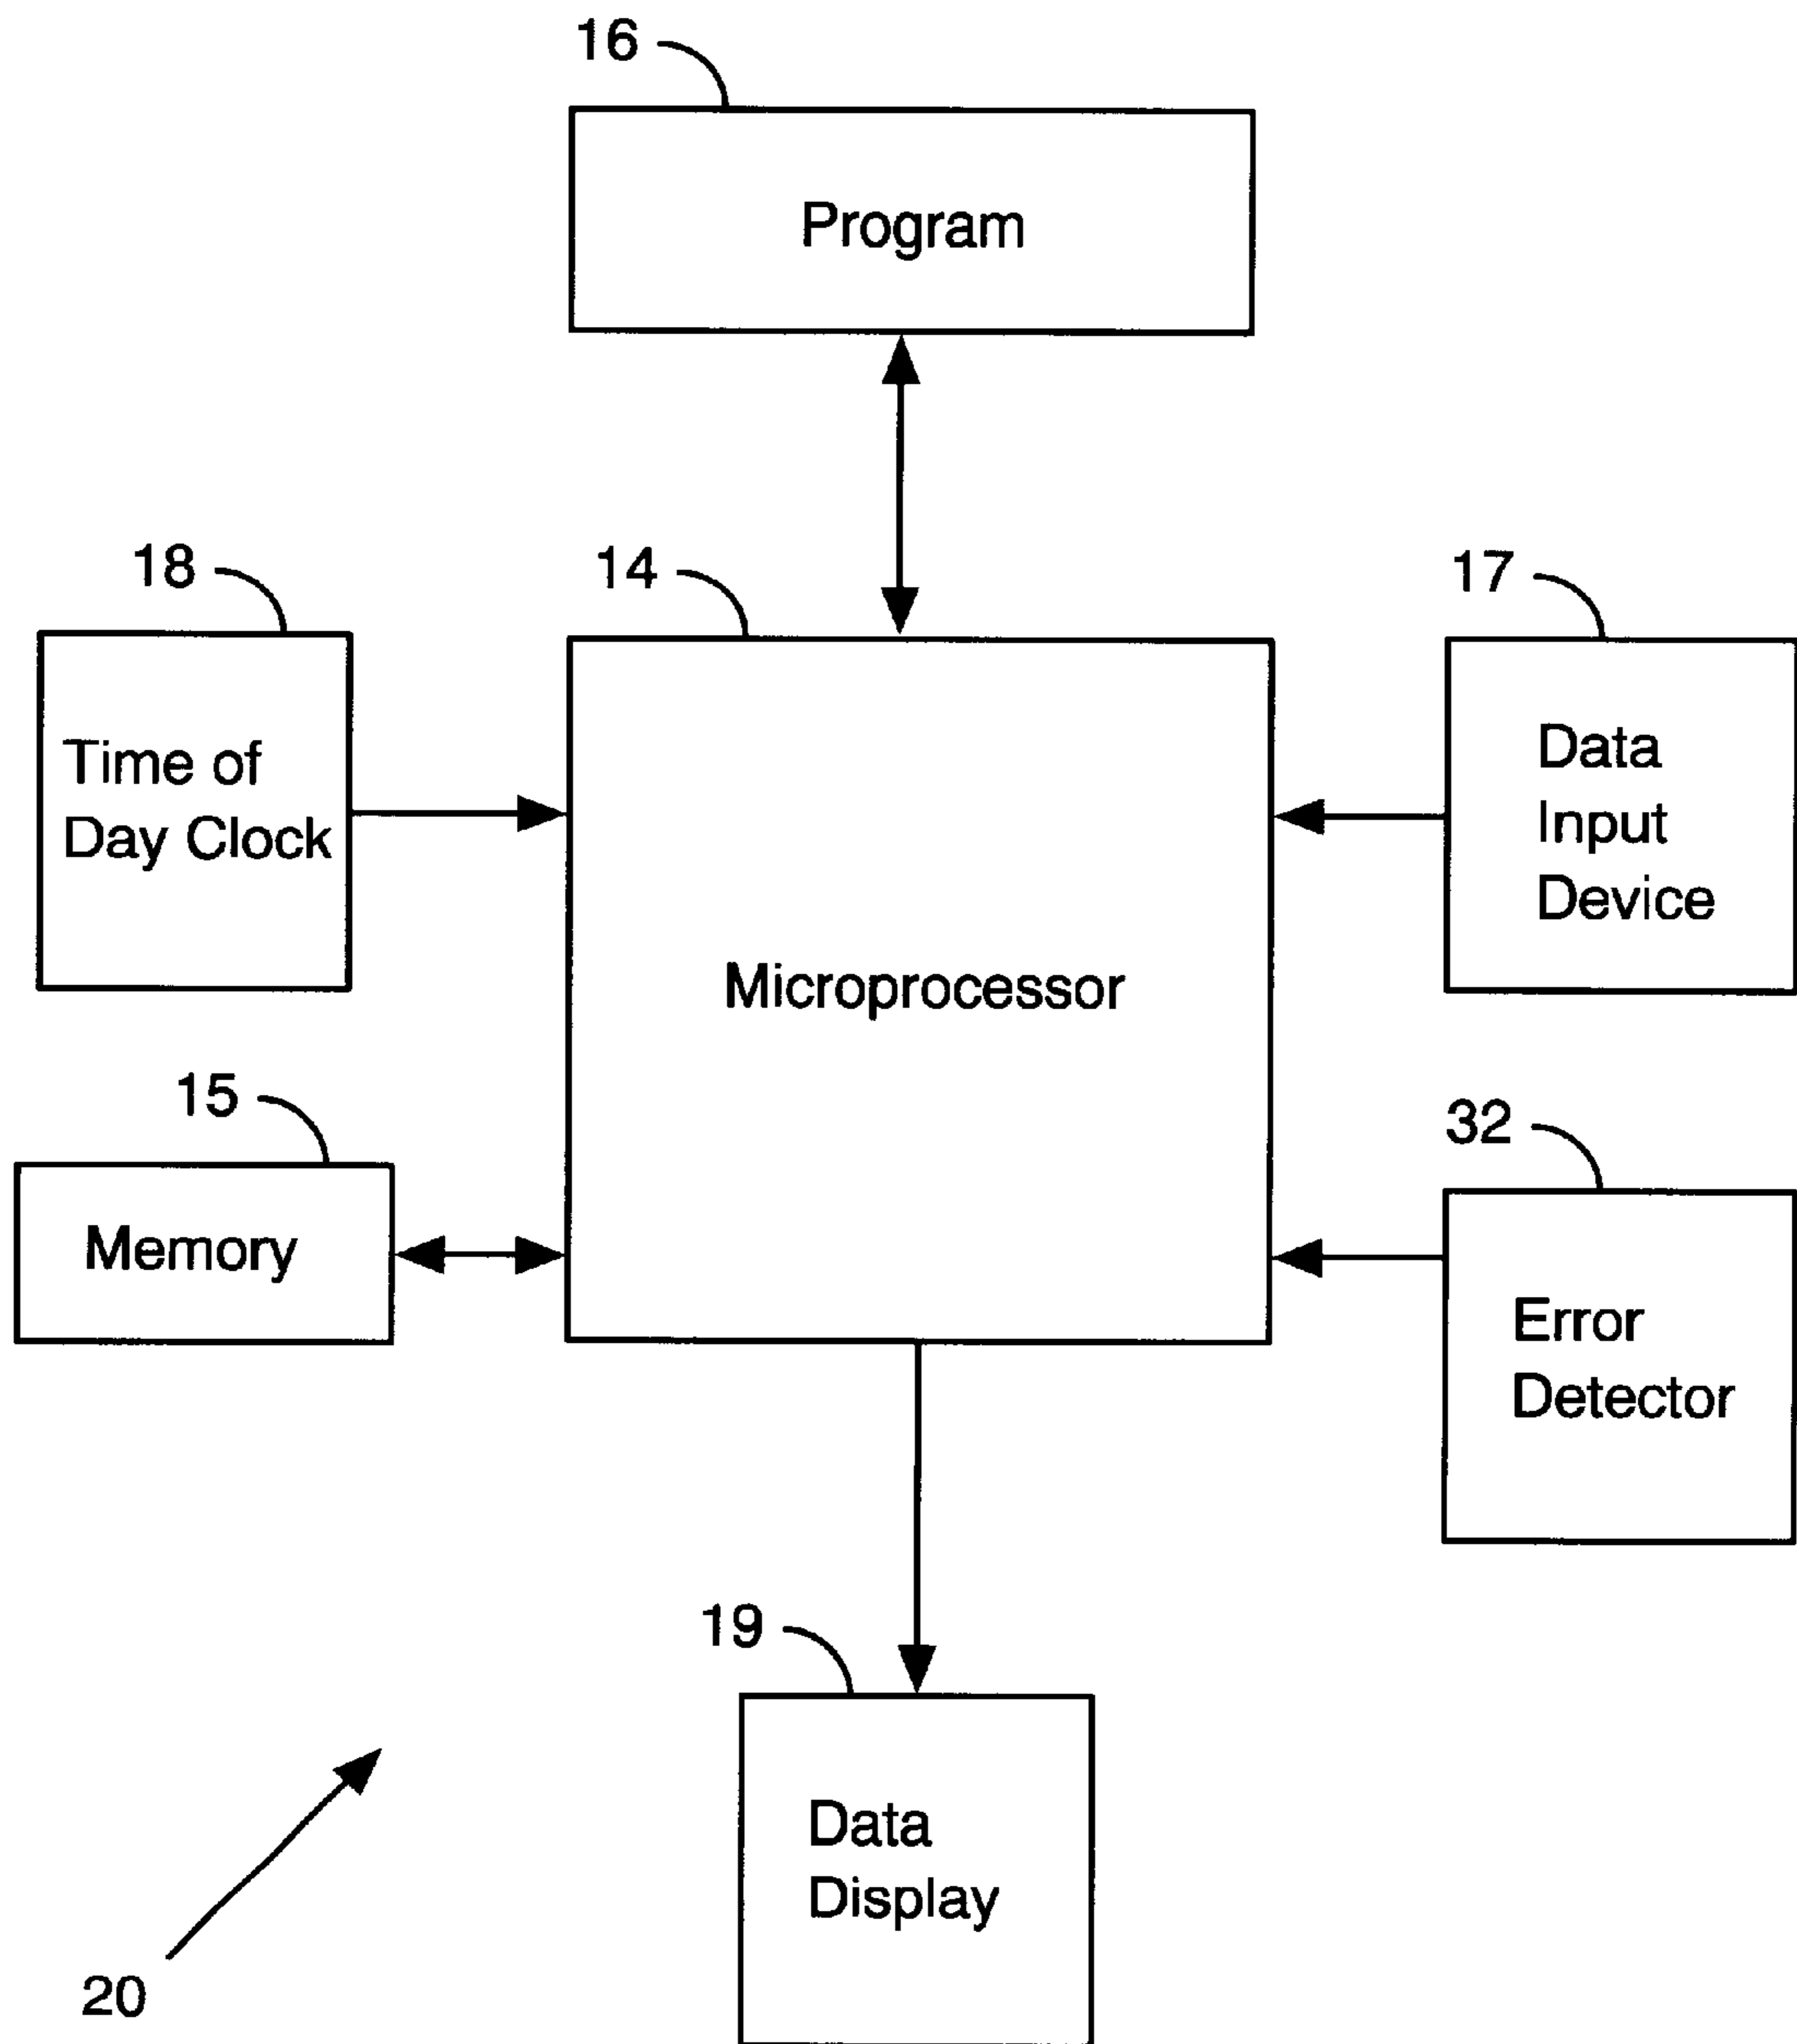 16
Program
18
14
17
Time of
Day Clock
Data
Input
Device
Microprocessor
15
32
Memory
Error
Detector
19
Data
Display
20